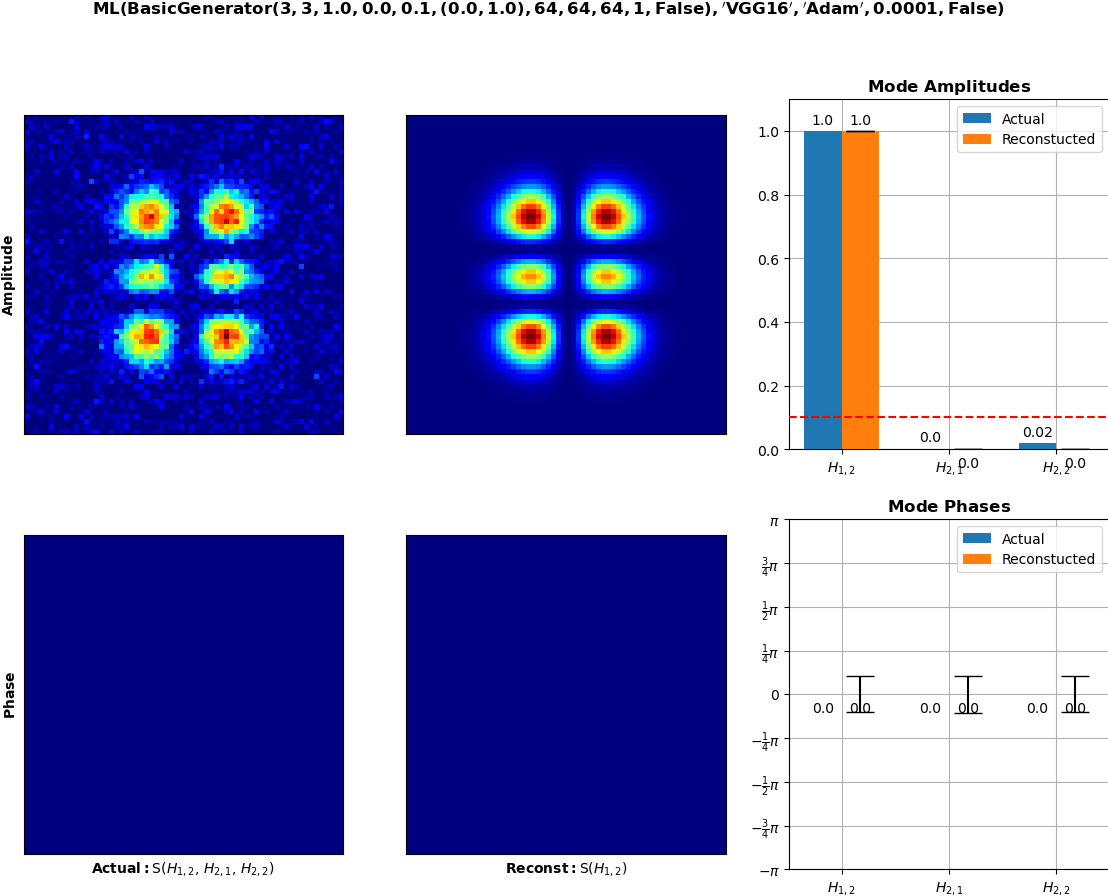 ML(BasicGenerator(3, 3, 1.0, 0.0, 0.1, (0.0, 1.0), 64, 64, 64, 1, False), ′VGG16′, ′Adam′, 0.0001, False)
Mode Amplitudes
Amplitude
1.0
0.8
0.6
0.4
0.2
0.0
1.0
1.0
0.0
0.0
0.02
0.0
Actual
Reconstucted
H1,2
H2,1
H2,2
Mode Phases
Phase
π
3/4π
1/2π
1/4π
0
−1/4π
−1/2π
−3/4π
−π
0.0
0.0
0.0
0.0
0.0
0.0
Actual
Reconstucted
H1,2
H2,1
H2,2
Actual: S(H1,2, H2,1, H2,2)
Reconst: S(H1,2)